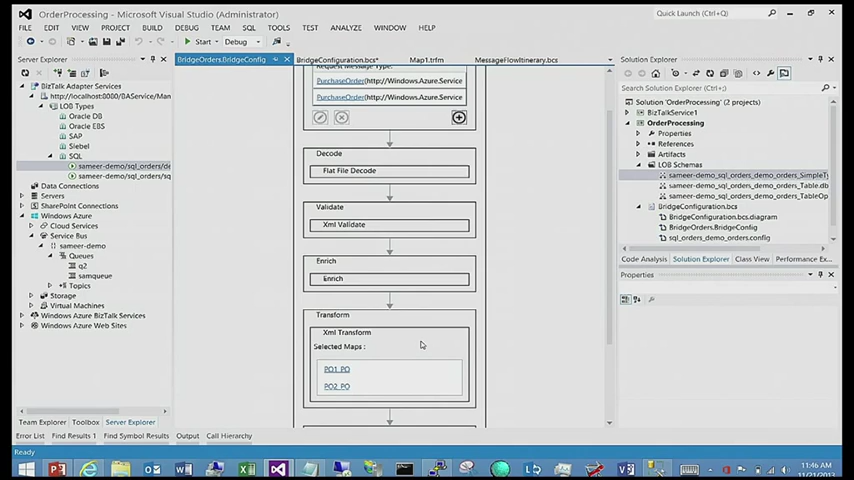 OrderProcessing - Microsoft Visual Studio (Administrator)
Quick Launch (Ctrl+Q)
FILE EDIT VIEW PROJECT BUILD DEBUG TEAM SQL TOOLS TEST ANALYZE WINDOW HELP
Start Debug
Server Explorer
BizTalk Adapter Services
http://localhost:8080/BAService/Man
LOB Types
Oracle DB
Oracle EBS
SAP
Siebel
SQL
sameer-demo/sql_orders/de
sameer-demo/sql_orders/sq
Data Connections
Servers
SharePoint Connections
Windows Azure
Cloud Services
Service Bus
sameer-demo
Queues
q2
samqueue
Topics
Storage
Virtual Machines
Windows Azure BizTalk Services
Windows Azure Web Sites
Team Explorer Toolbox Server Explorer
BridgeOrders.BridgeConfig BridgeConfiguration.bcs* Map1.trfm MessageFlowItinerary.bcs
Request Message Type:
PurchaseOrder(http://Windows.Azure.Service
PurchaseOrder(http://Windows.Azure.Service
Decode
Flat File Decode
Validate
Xml Validate
Enrich
Enrich
Transform
Xml Transform
Selected Maps :
PO1_PO
PO2_PO
Solution Explorer
Search Solution Explorer (Ctrl+;)
Solution 'OrderProcessing' (2 projects)
BizTalkService1
OrderProcessing
Properties
References
Artifacts
LOB Schemas
sameer-demo_sql_orders_demo_orders_SimpleTy
sameer-demo_sql_orders_demo_orders_Table.db
sameer-demo_sql_orders_demo_orders_TableOp
BridgeConfiguration.bcs
BridgeConfiguration.bcs.diagram
BridgeOrders.BridgeConfig
sql_orders_demo_orders.config
Code Analysis Solution Explorer Class View Performance Ex...
Properties
Error List Find Results 1 Find Symbol Results Output Call Hierarchy
Ready
11:46 AM
11/21/2013